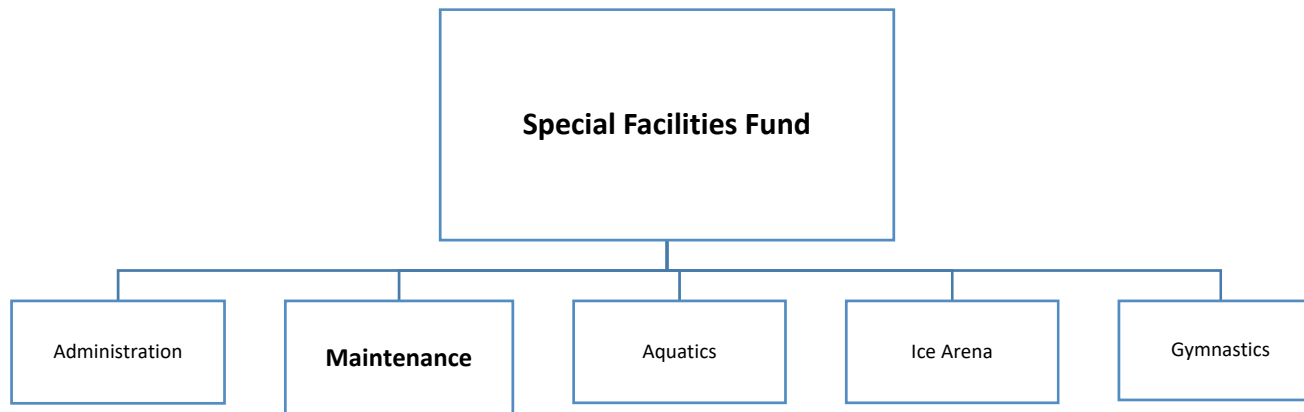 Special Facilities Fund
Administration
Maintenance
Aquatics
Ice Arena
Gymnastics